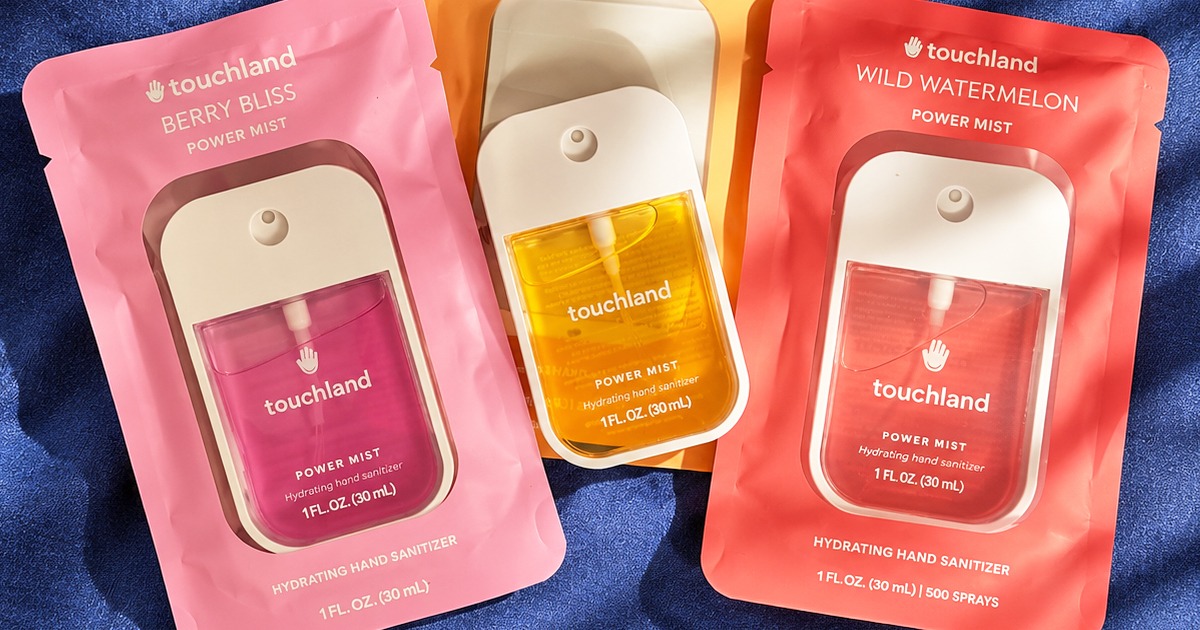 touchland
BERRY BLISS
POWER MIST
touchland
POWER MIST
Hydrating hand sanitizer
1 FL. OZ. (30 mL)
HYDRATING HAND SANITIZER
1 FL. OZ. (30 mL)
touchland
POWER MIST
Hydrating hand sanitizer
1 FL. OZ. (30 mL)
touchland
WILD WATERMELON
POWER MIST
touchland
POWER MIST
Hydrating hand sanitizer
1 FL. OZ. (30 mL)
HYDRATING HAND SANITIZER
1 FL. OZ. (30 mL) | 500 SPRAYS